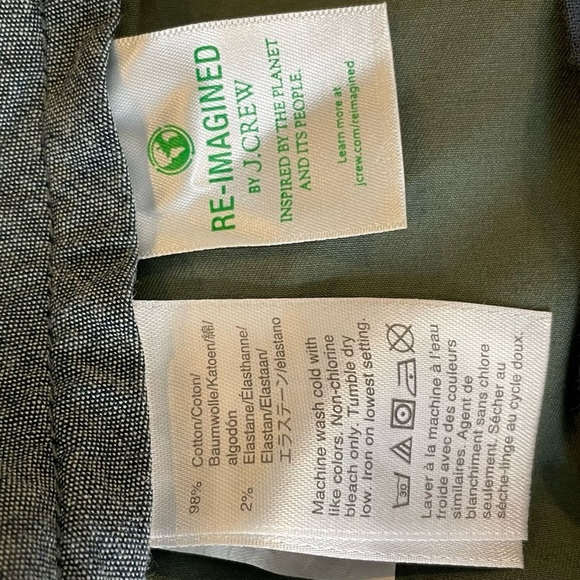 RE-IMAGINED
BY J.CREW
INSPIRED BY THE PLANET
AND ITS PEOPLE.
Learn more at
jcrew.com/reimagined
98% Cotton/Coton/
Baumwolle/Katoen/綿/
algodón
2% Elastane/Élasthanne/
Elastan/Elastaan/
エラステーン/elastano
Machine wash cold with
like colors. Non-chlorine
bleach only. Tumble dry
low. Iron on lowest setting.
30
Laver à la machine à l'eau
froide avec des couleurs
similaires. Agent de
blanchiment sans chlore
seulement. Sécher au
sèche-linge au cycle doux.